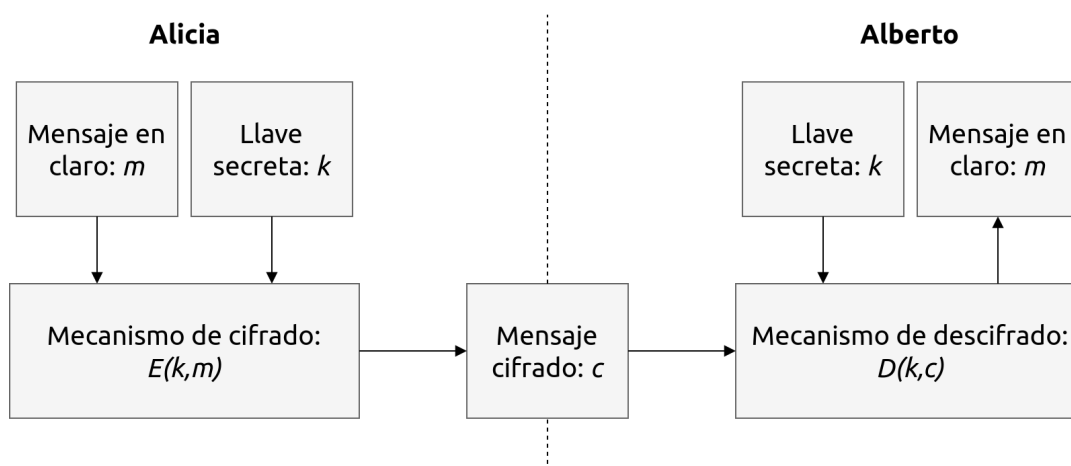 Alicia
Alberto
Mensaje en
claro: m
Llave
secreta: k
Llave
secreta: k
Mensaje en
claro: m
Mecanismo de cifrado:
E(k,m)
Mensaje
cifrado: c
Mecanismo de descifrado:
D(k,c)